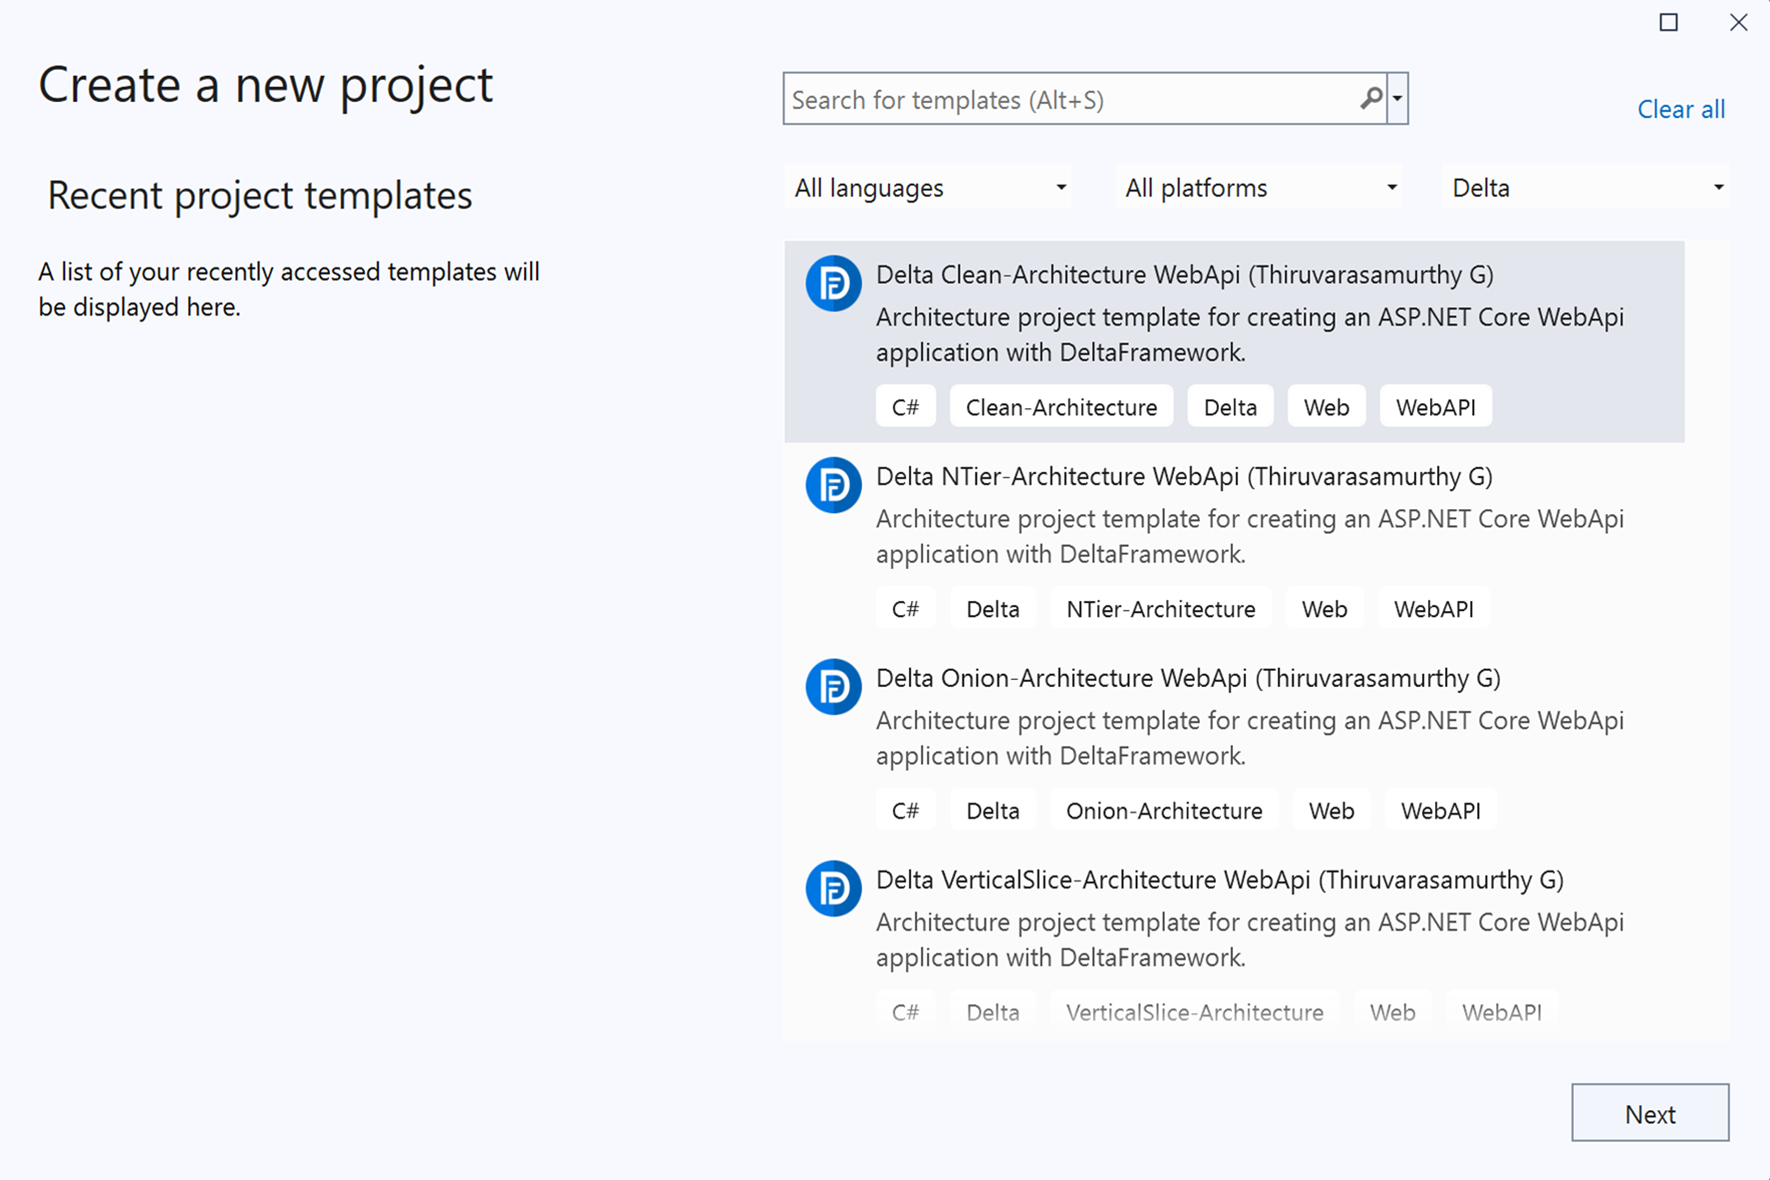 Create a new project
Search for templates (Alt+S)
Clear all
Recent project templates
All languages
All platforms
Delta
A list of your recently accessed templates will
be displayed here.
Delta Clean-Architecture WebApi (Thiruvarasamurthy G)
Architecture project template for creating an ASP.NET Core WebApi
application with DeltaFramework.
C# Clean-Architecture Delta Web WebAPI
Delta NTier-Architecture WebApi (Thiruvarasamurthy G)
Architecture project template for creating an ASP.NET Core WebApi
application with DeltaFramework.
C# Delta NTier-Architecture Web WebAPI
Delta Onion-Architecture WebApi (Thiruvarasamurthy G)
Architecture project template for creating an ASP.NET Core WebApi
application with DeltaFramework.
C# Delta Onion-Architecture Web WebAPI
Delta VerticalSlice-Architecture WebApi (Thiruvarasamurthy G)
Architecture project template for creating an ASP.NET Core WebApi
application with DeltaFramework.
C# Delta VerticalSlice-Architecture Web WebAPI
Next